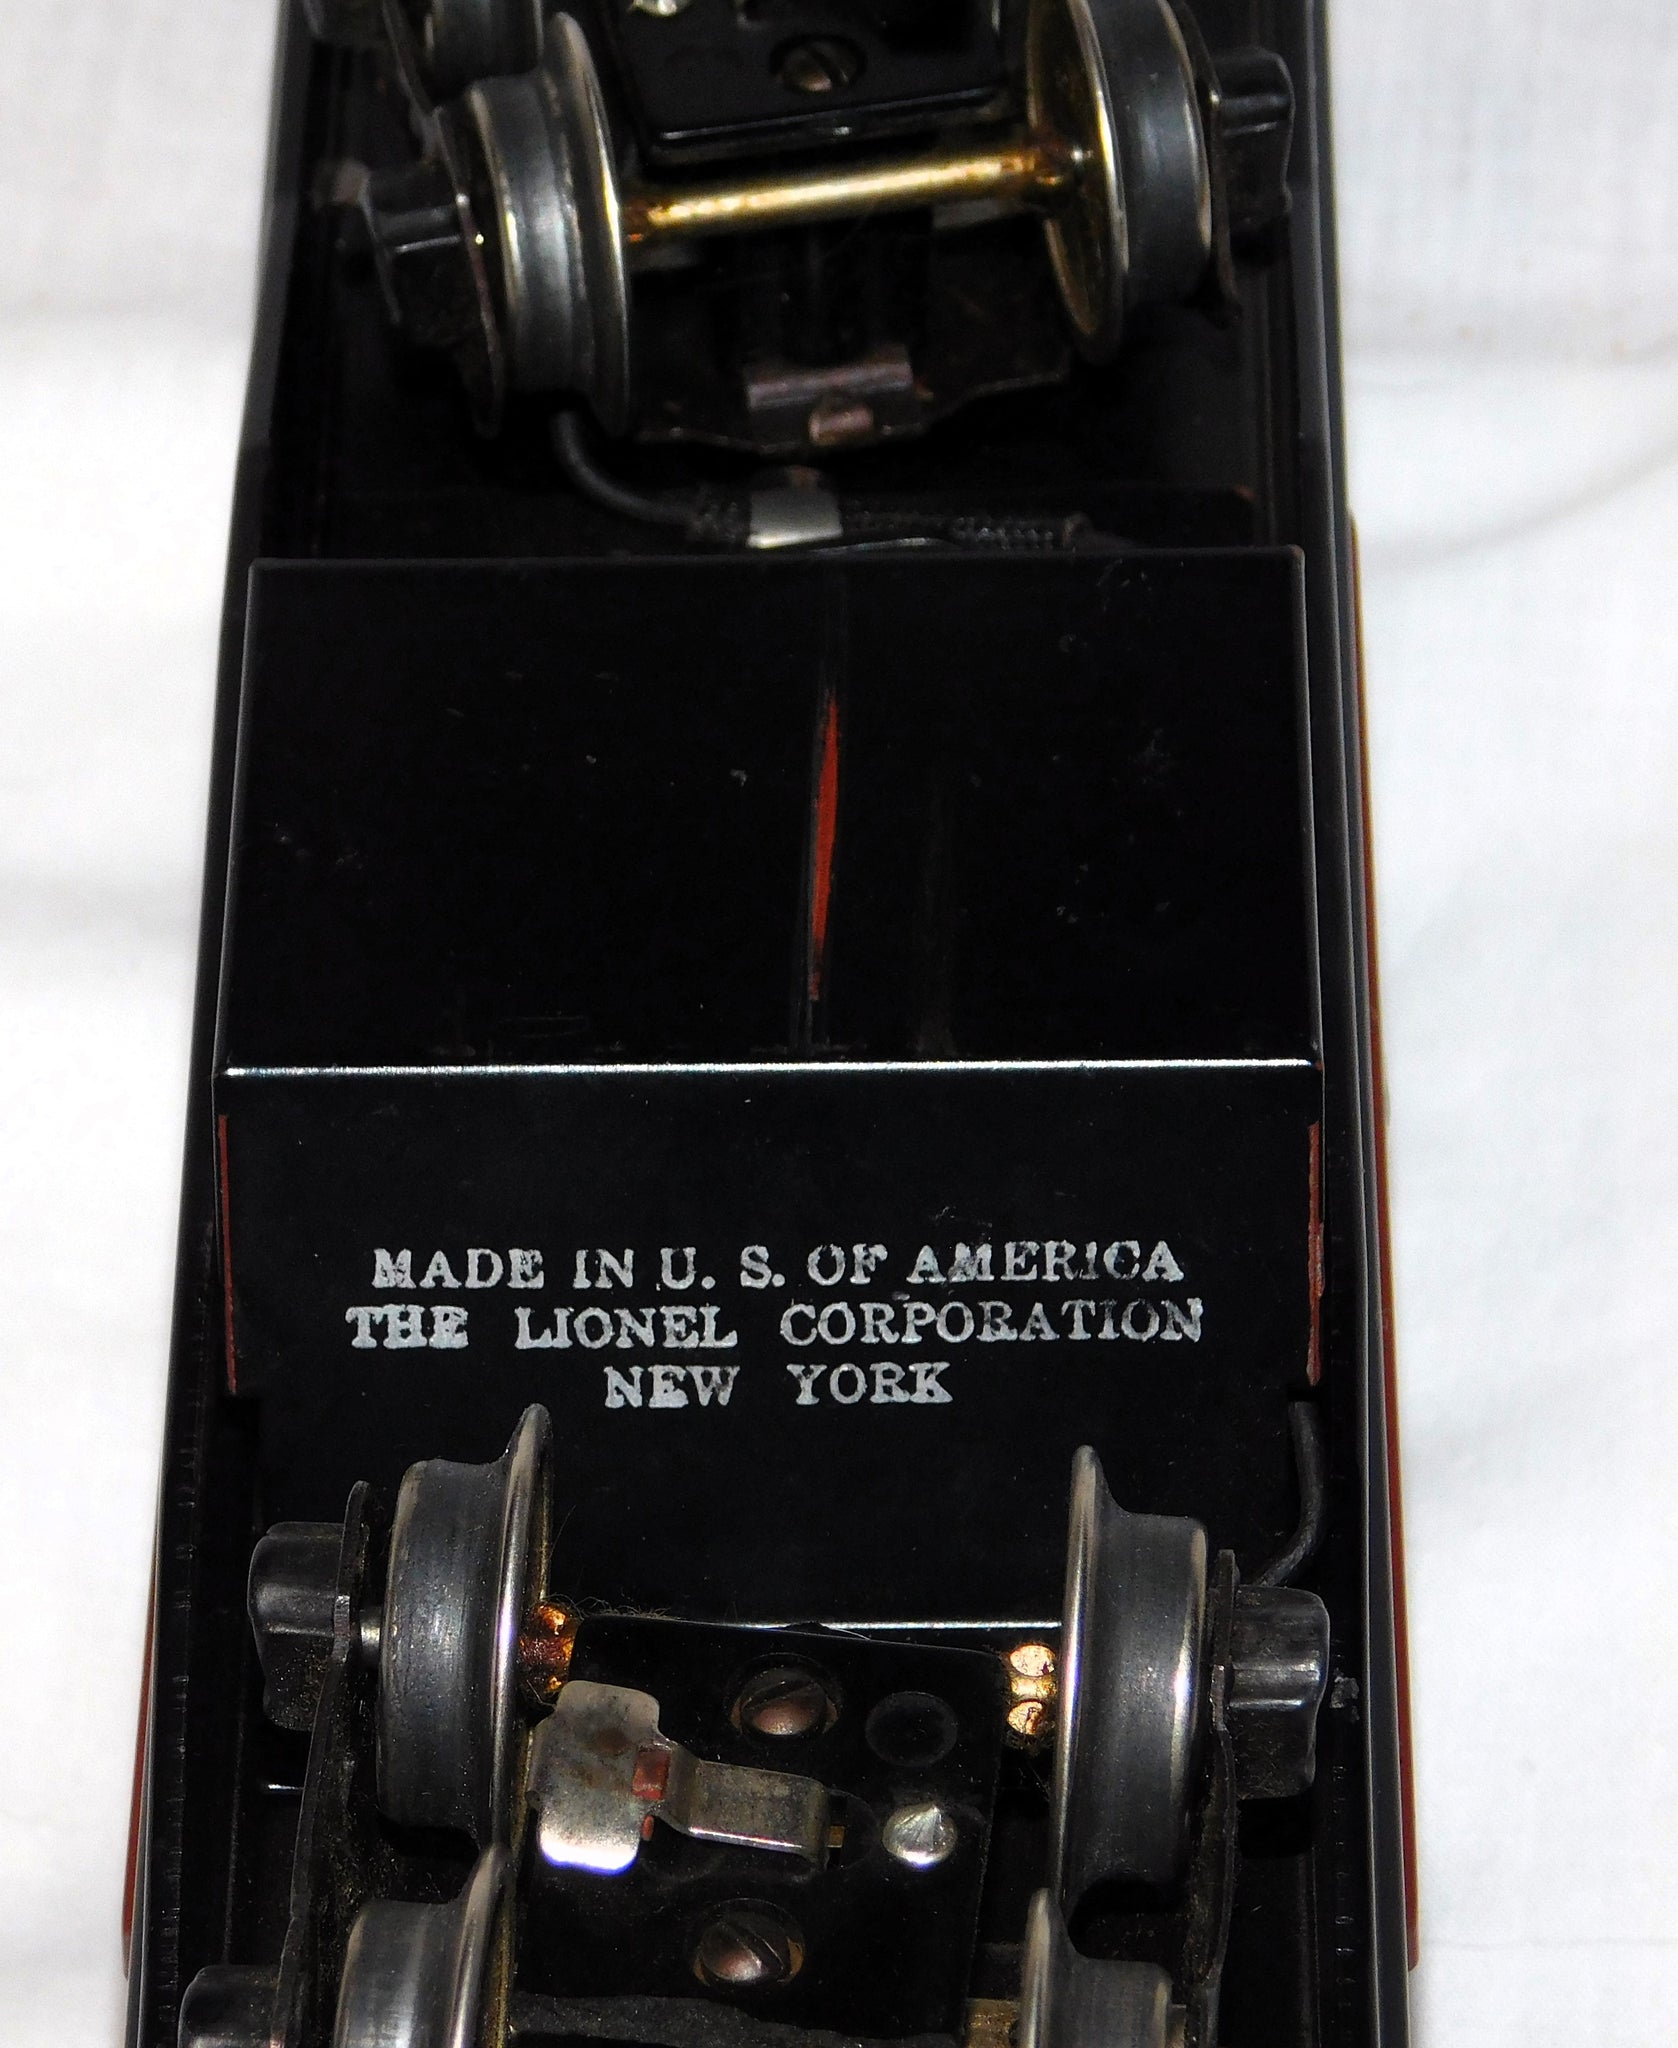 MADE IN U. S. OF AMERICA
THE LIONEL CORPORATION
NEW YORK